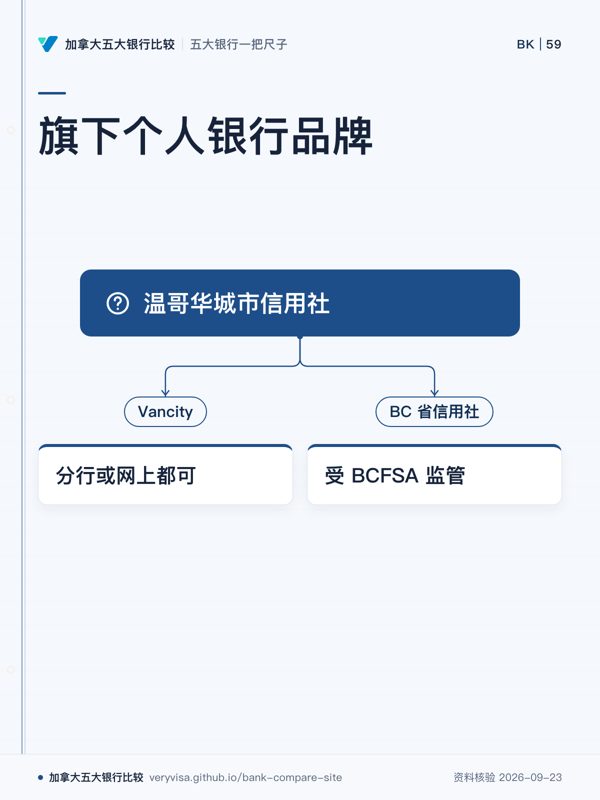 加拿大五大银行比较 五大银行一把尺子 BK | 59
旗下个人银行品牌
温哥华城市信用社
Vancity BC 省信用社
分行或网上都可 受 BCFSA 监管
加拿大五大银行比较 veryvisa.github.io/bank-compare-site 资料核验 2026-09-23